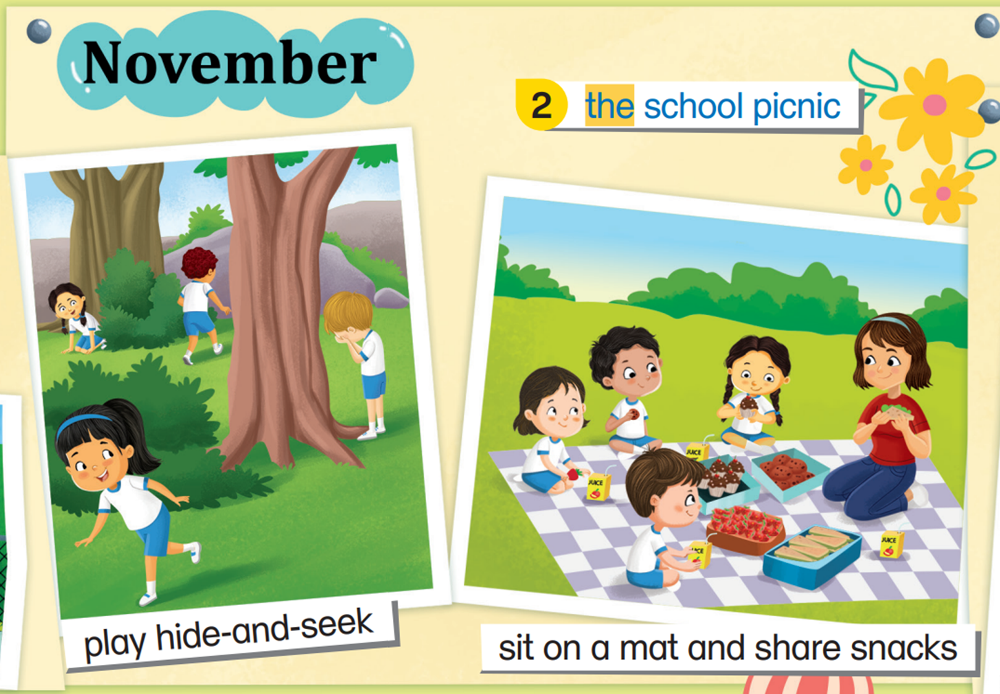 November
2 the school picnic
JUICE
JUICE
JUICE
JUICE
play hide-and-seek
sit on a mat and share snacks